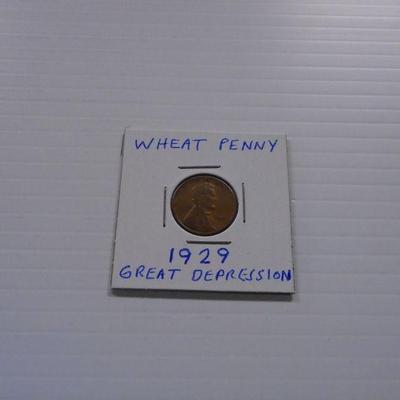 WHEAT PENNY
1929
GREAT DEPRESSION